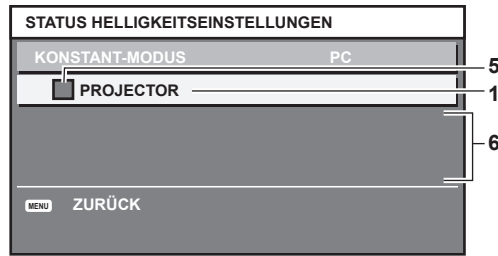 STATUS HELLIGKEITSEINSTELLUNGEN
KONSTANT-MODUS PC
5
PROJECTOR
1
6
MENU ZURÜCK